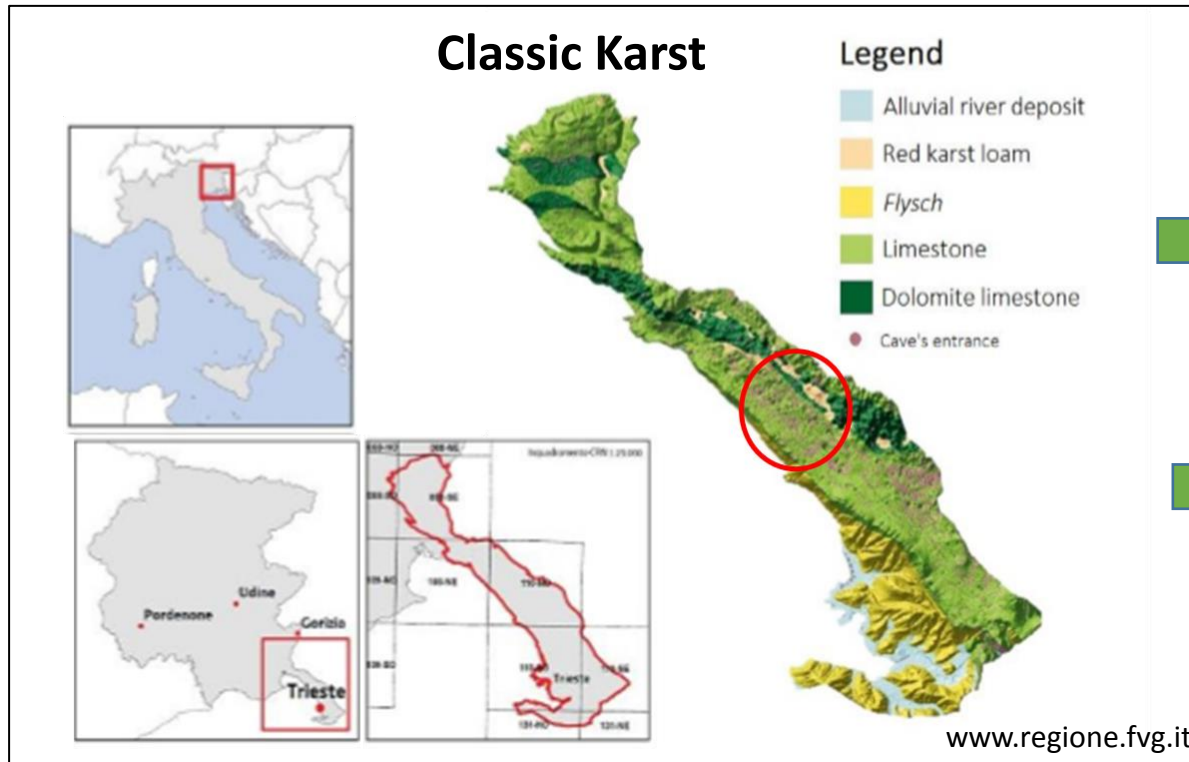 Classic Karst
Legend
Alluvial river deposit
Red karst loam
Flysch
Limestone
Dolomite limestone
Cave's entrance
Udine
Pordenone
Gorizio
Trieste
Trieste
www.regione.fvg.it